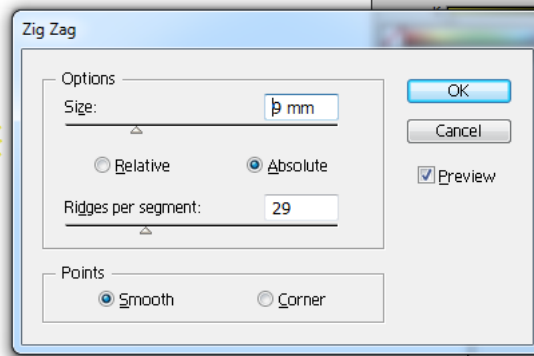 Zig Zag
Options
Size: 9 mm
Relative Absolute
Ridges per segment: 29
Points
Smooth Corner
OK
Cancel
Preview